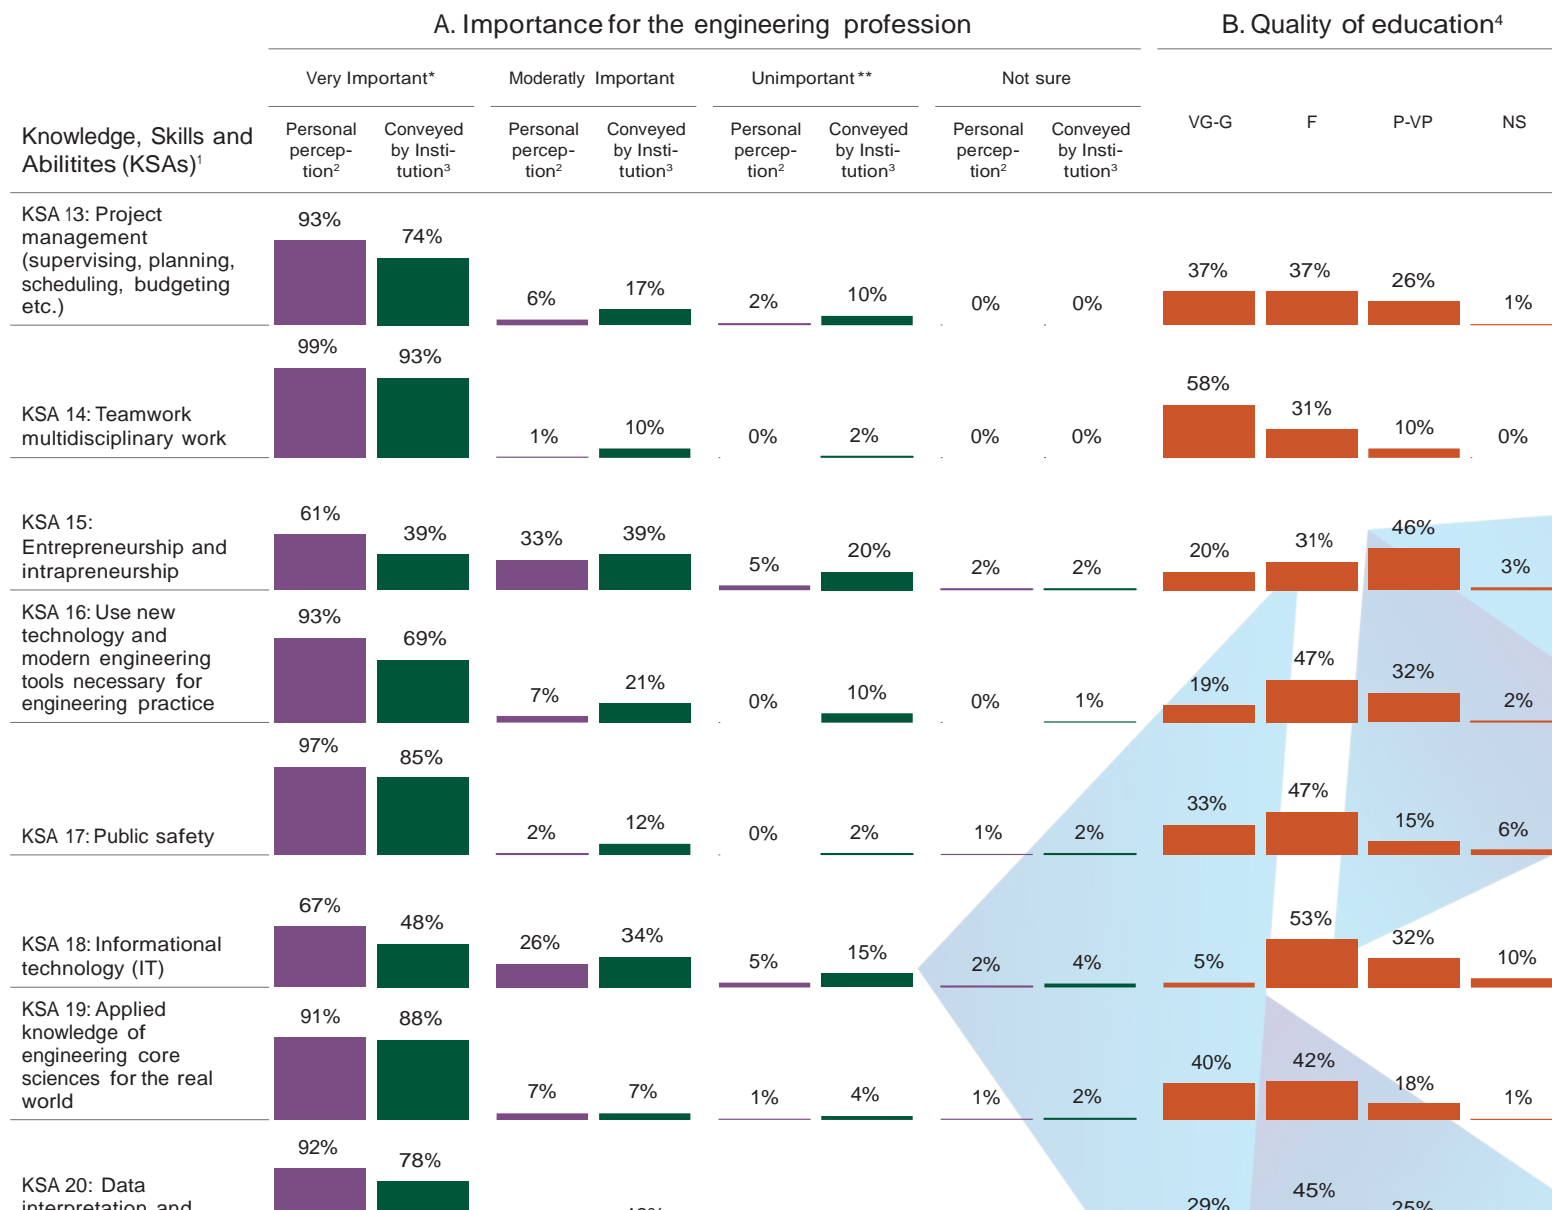 A. Importance for the engineering profession
B. Quality of education⁴
Very Important*
Moderatly Important
Unimportant**
Not sure
Knowledge, Skills and
Abilitites (KSAs)¹
Personal
percep-
tion²
Conveyed
by Insti-
tution³
Personal
percep-
tion²
Conveyed
by Insti-
tution³
Personal
percep-
tion²
Conveyed
by Insti-
tution³
Personal
percep-
tion²
Conveyed
by Insti-
tution³
VG-G
F
P-VP
NS
KSA 13: Project
management
(supervising, planning,
scheduling, budgeting
etc.)
93%
74%
6%
17%
2%
10%
0%
0%
37%
37%
26%
1%
KSA 14: Teamwork
multidisciplinary work
99%
93%
1%
10%
0%
2%
0%
0%
58%
31%
10%
0%
KSA 15:
Entrepreneurship and
intrapreneurship
61%
39%
33%
39%
5%
20%
2%
2%
20%
31%
46%
3%
KSA 16: Use new
technology and
modern engineering
tools necessary for
engineering practice
93%
69%
7%
21%
0%
10%
0%
1%
19%
47%
32%
2%
KSA 17: Public safety
97%
85%
2%
12%
0%
2%
1%
2%
33%
47%
15%
6%
KSA 18: Informational
technology (IT)
67%
48%
26%
34%
5%
15%
2%
4%
5%
53%
32%
10%
KSA 19: Applied
knowledge of
engineering core
sciences for the real
world
91%
88%
7%
7%
1%
4%
1%
2%
40%
42%
18%
1%
KSA 20: Data
interpretation and
92%
78%
29%
45%
25%